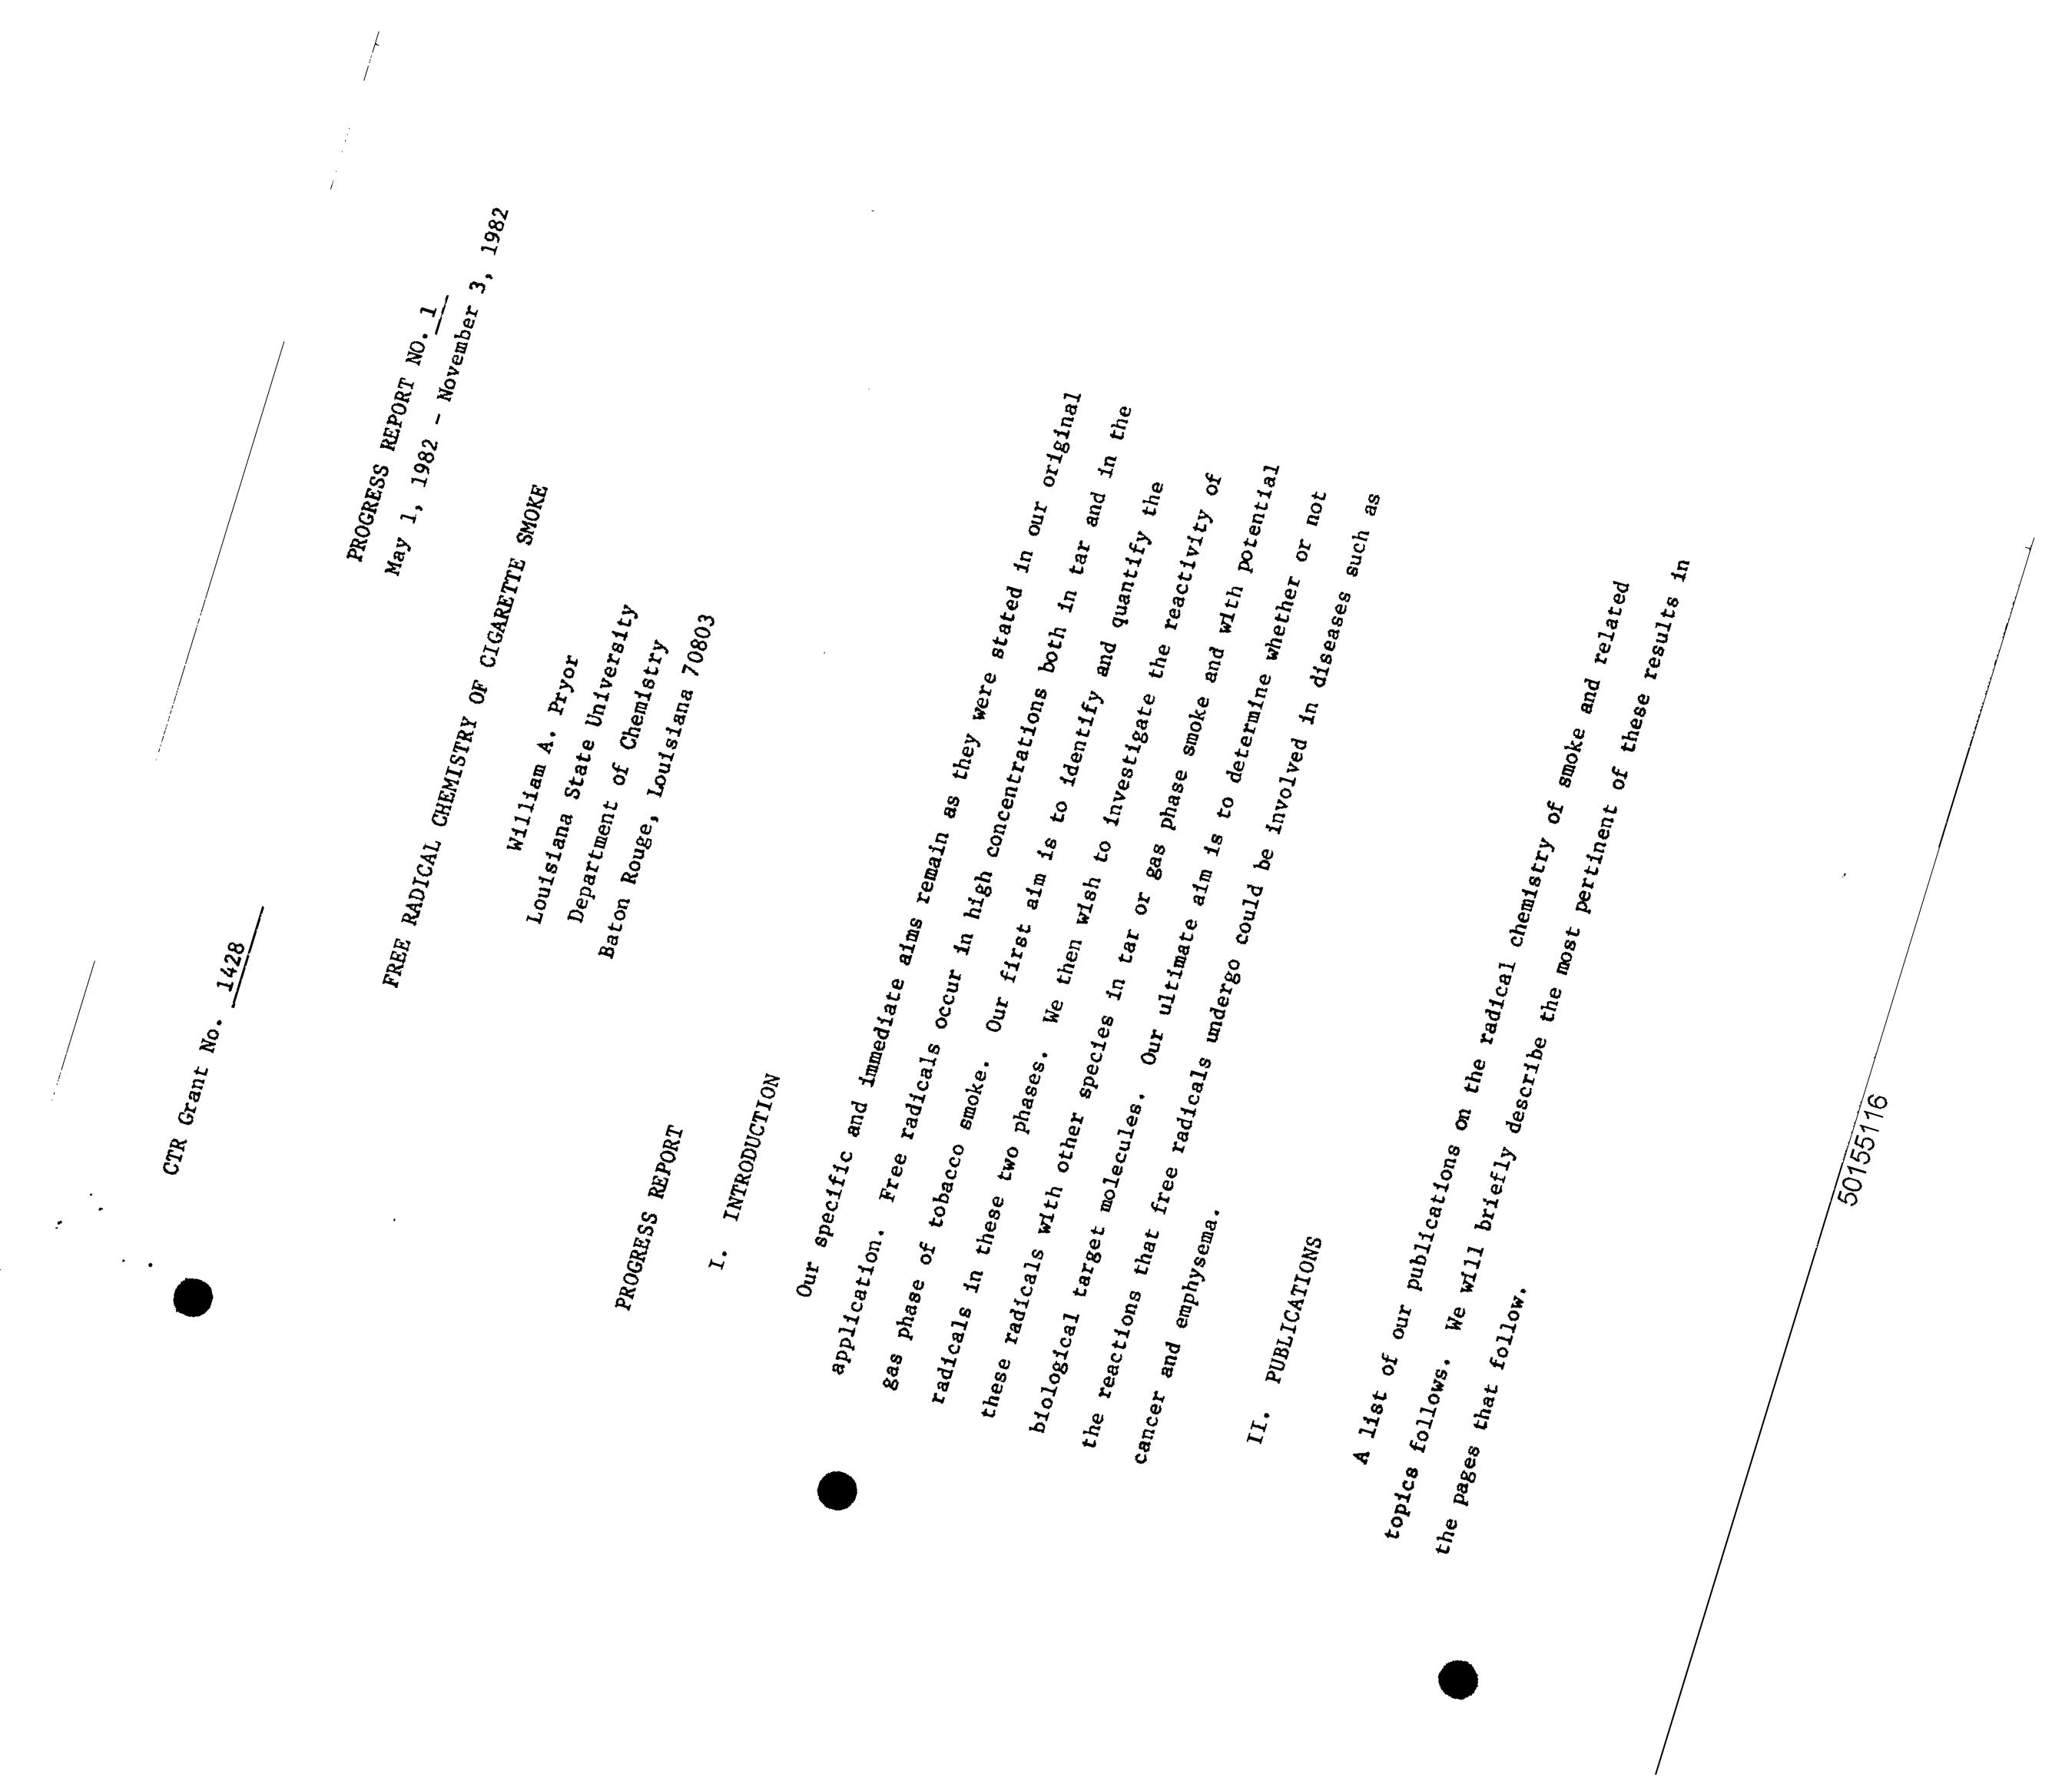 CTR Grant No. 1428
PROGRESS REPORT NO. 1
May 1, 1982 - November 3, 1982
FREE RADICAL CHEMISTRY OF CIGARETTE SMOKE
William A. Pryor
Louisiana State University
Department of Chemistry
Baton Rouge, Louisiana 70803
PROGRESS REPORT
I. INTRODUCTION
Our specific and immediate aims remain as they were stated in our original
application. Free radicals occur in high concentrations both in tar and in the
gas phase of tobacco smoke. Our first aim is to identify and quantify the
radicals in these two phases. We then wish to investigate the reactivity of
these radicals with other species in tar or gas phase smoke and with potential
biological target molecules. Our ultimate aim is to determine whether or not
the reactions that free radicals undergo could be involved in diseases such as
cancer and emphysema.
II. PUBLICATIONS
A list of our publications on the radical chemistry of smoke and related
topics follows. We will briefly describe the most pertinent of these results in
the pages that follow.
50155116